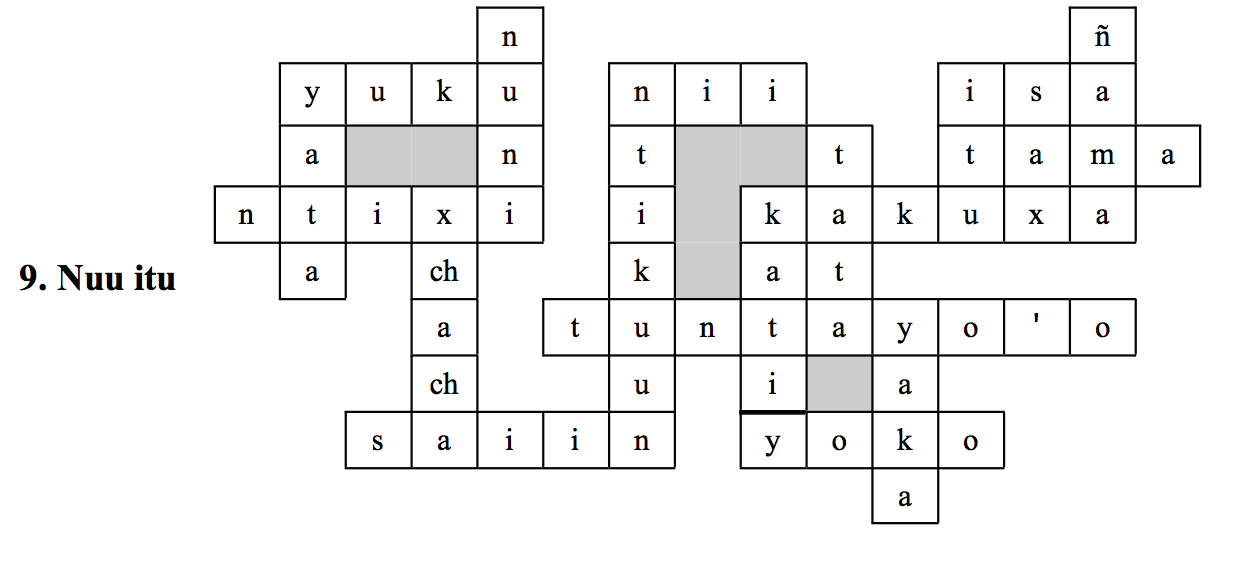 n ñ
y u k u n i i i s a
a n t t t a m a
n t i x i i k a k u x a
9. Nuu itu a ch k a t
a t u n t a y o ' o
ch u i a
s a i i n y o k o
a